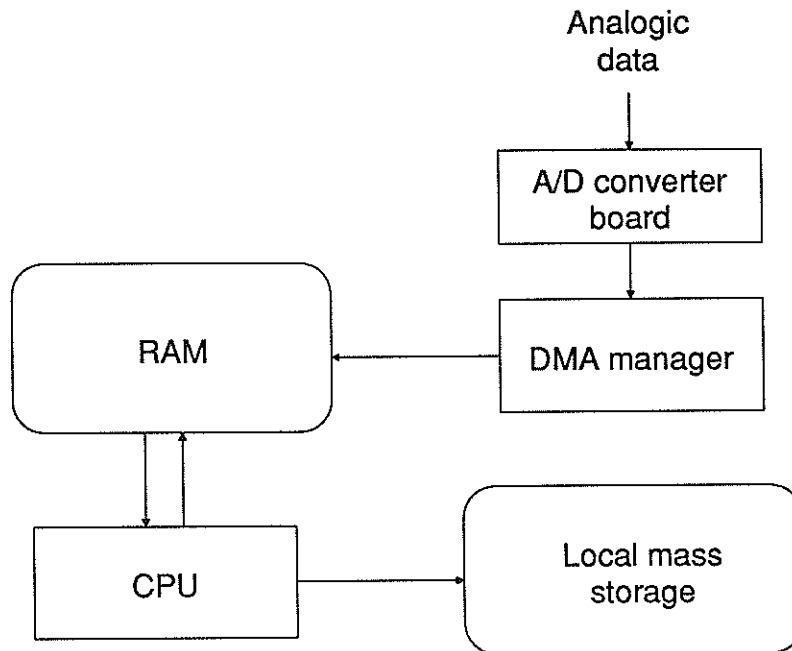 Analogic
data
A/D converter
board
RAM
DMA manager
CPU
Local mass
storage